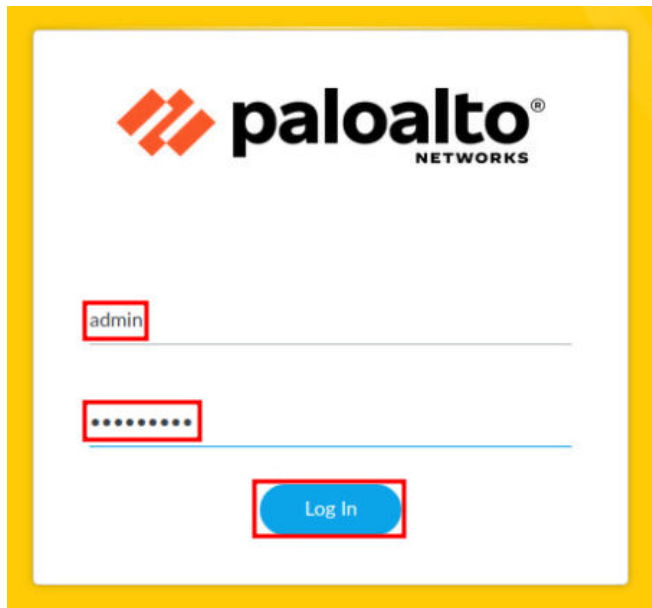 paloalto®
NETWORKS
admin
•••••••••
Log In